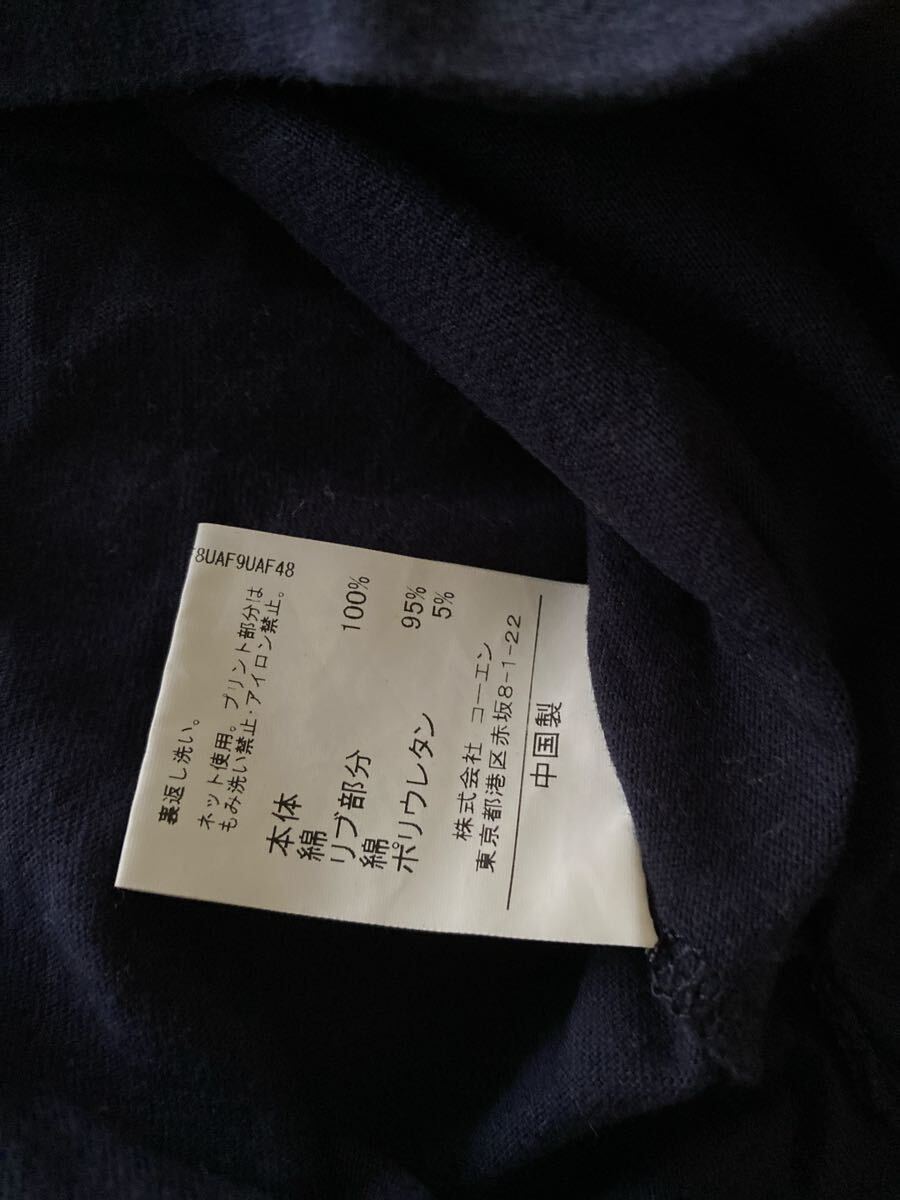 8UAF9UAF48
裏返し洗い。
ネット使用。プリント部分は
もみ洗い禁止・アイロン禁止。
本体
綿 100%
リブ部分
綿 95%
ポリウレタン 5%
株式会社 コーエン
東京都港区赤坂8-1-22
中国製